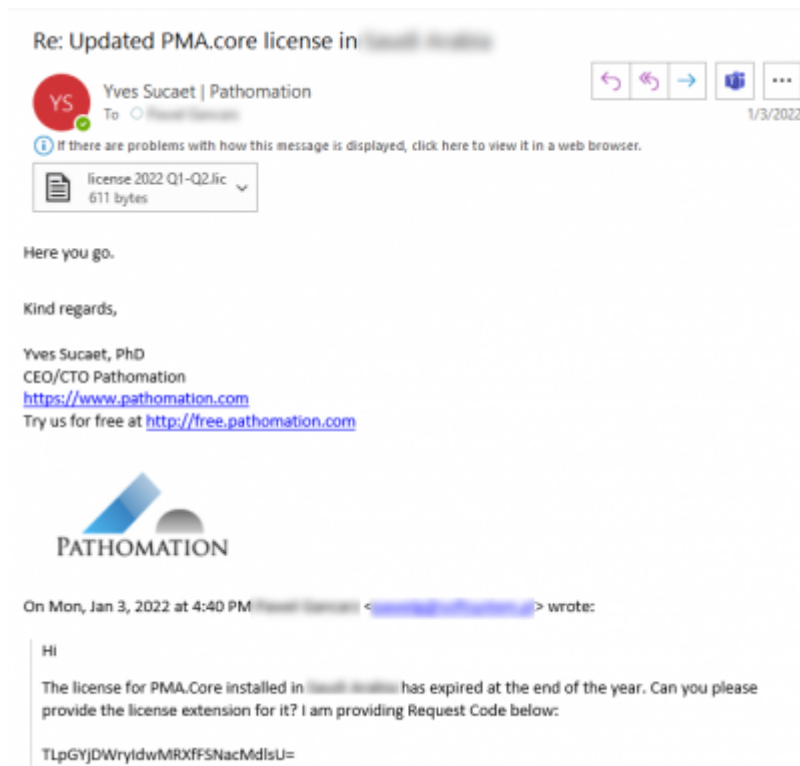 Re: Updated PMA.core license in
YS
Yves Sucaet | Pathomation
To
1/3/2022
If there are problems with how this message is displayed, click here to view it in a web browser.
license 2022 Q1-Q2.lic
611 bytes
Here you go.
Kind regards,
Yves Sucaet, PhD
CEO/CTO Pathomation
https://www.pathomation.com
Try us for free at http://free.pathomation.com
PATHOMATION
On Mon, Jan 3, 2022 at 4:40 PM < > wrote:
Hi
The license for PMA.Core installed in has expired at the end of the year. Can you please
provide the license extension for it? I am providing Request Code below:
TLpGYjDWryIdwMRXfFSNacMdlsU=